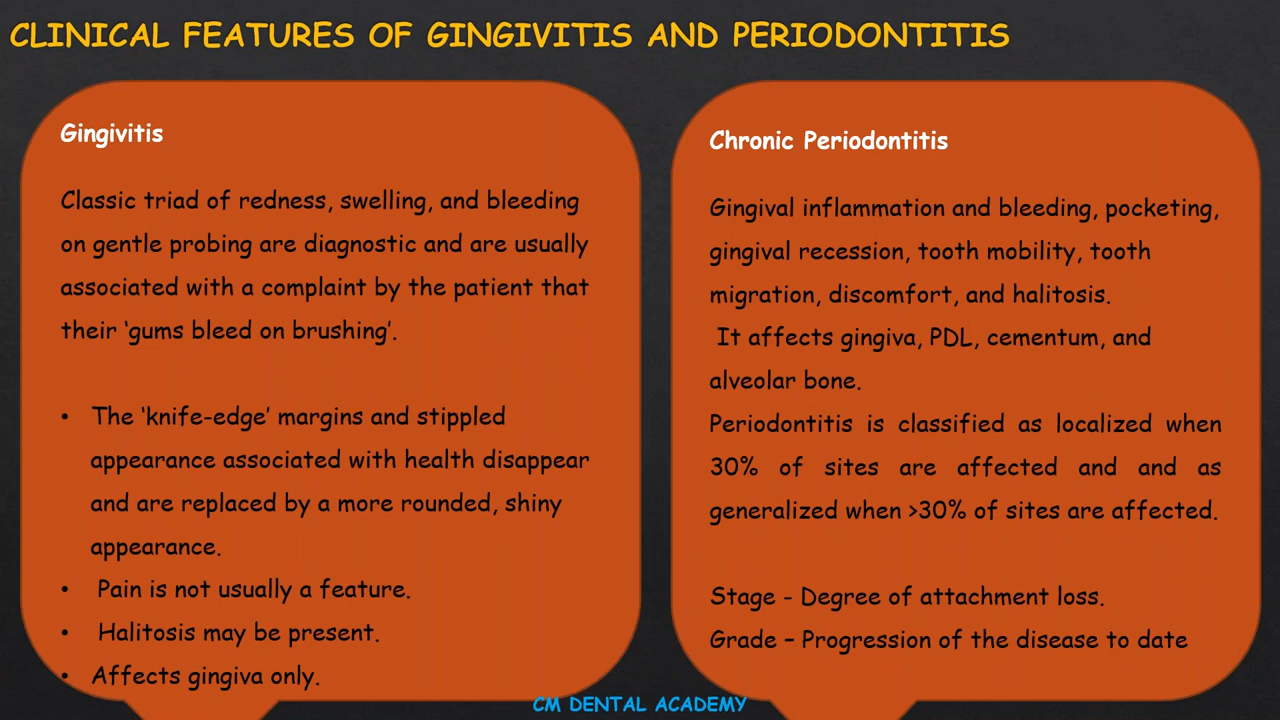 CLINICAL FEATURES OF GINGIVITIS AND PERIODONTITIS
Gingivitis
Classic triad of redness, swelling, and bleeding
on gentle probing are diagnostic and are usually
associated with a complaint by the patient that
their ‘gums bleed on brushing’.
• The ‘knife-edge’ margins and stippled
appearance associated with health disappear
and are replaced by a more rounded, shiny
appearance.
• Pain is not usually a feature.
• Halitosis may be present.
• Affects gingiva only.
Chronic Periodontitis
Gingival inflammation and bleeding, pocketing,
gingival recession, tooth mobility, tooth
migration, discomfort, and halitosis.
It affects gingiva, PDL, cementum, and
alveolar bone.
Periodontitis is classified as localized when
30% of sites are affected and and as
generalized when >30% of sites are affected.
Stage - Degree of attachment loss.
Grade – Progression of the disease to date
CM DENTAL ACADEMY